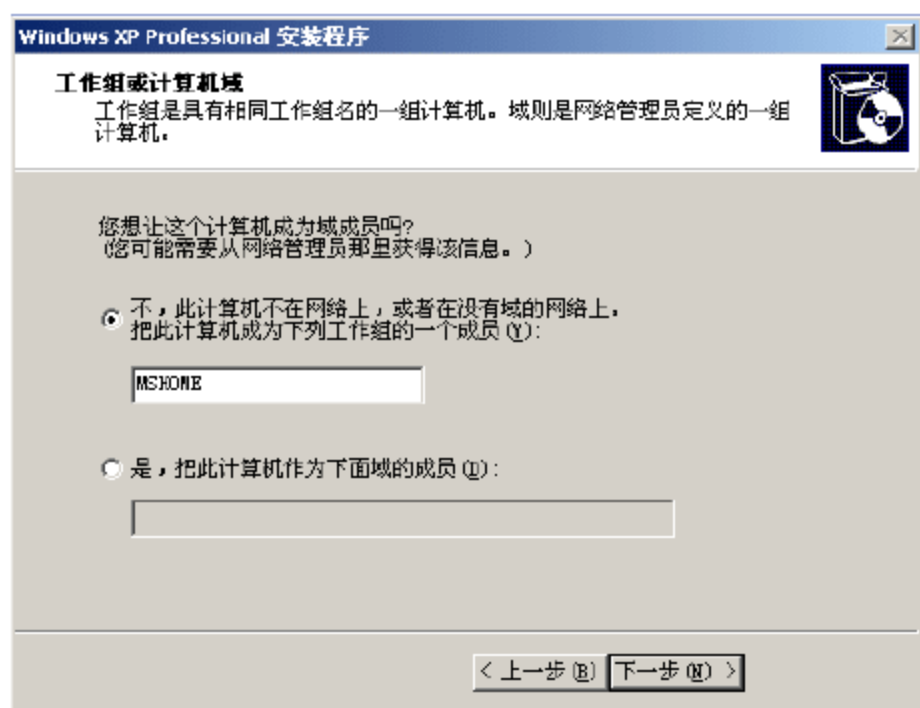 Windows XP Professional 安装程序
工作组或计算机域
工作组是具有相同工作组名的一组计算机。域则是网络管理员定义的一组
计算机。
您想让这个计算机成为域成员吗?
(您可能需要从网络管理员那里获得该信息。)
不，此计算机不在网络上，或者在没有域的网络上。
把此计算机成为下列工作组的一个成员(Y):
MSHOME
是，把此计算机作为下面域的成员(D):
< 上一步(B) 下一步(N) >